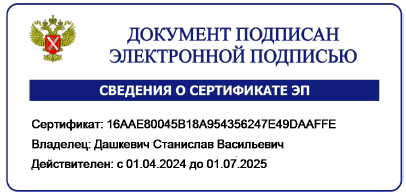 ДОКУМЕНТ ПОДПИСАН
ЭЛЕКТРОННОЙ ПОДПИСЬЮ
СВЕДЕНИЯ О СЕРТИФИКАТЕ ЭП
Сертификат: 16AAE80045B18A954356247E49DAAFFE
Владелец: Дашкевич Станислав Васильевич
Действителен: с 01.04.2024 до 01.07.2025